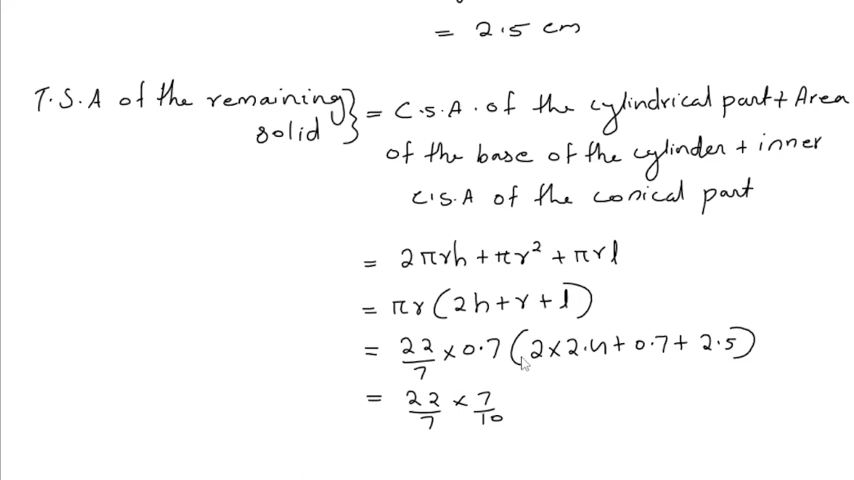 = 2.5 cm
T.S.A of the remaining solid } = C.S.A. of the cylindrical part + Area
of the base of the cylinder + inner
C.S.A of the conical part
= 2πrh + πr² + πrl
= πr(2h + r + l)
= 22/7 × 0.7 (2 × 2.4 + 0.7 + 2.5)
= 22/7 × 7/10